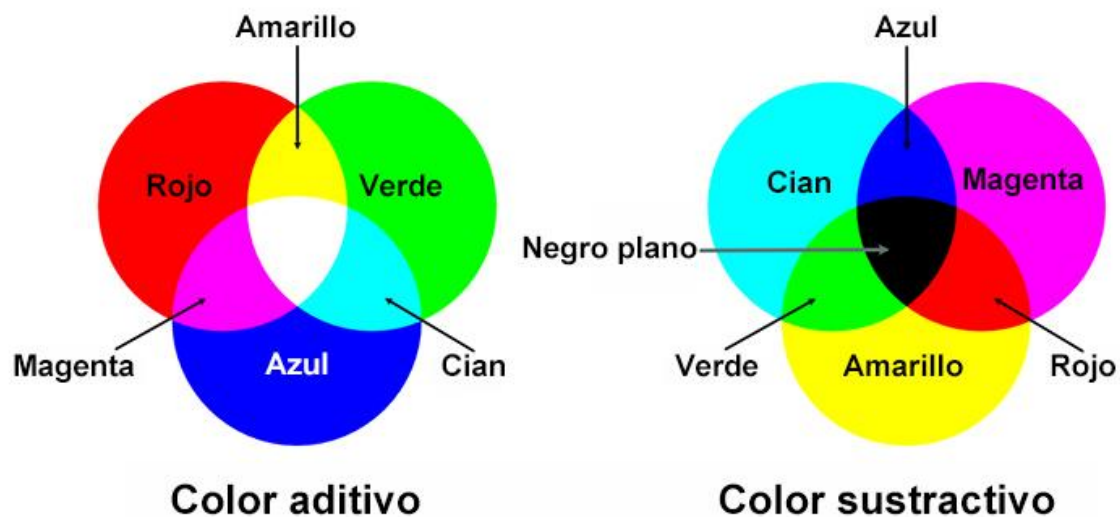 Amarillo
Rojo
Verde
Magenta
Azul
Cian
Color aditivo
Azul
Cian
Magenta
Negro plano
Verde
Amarillo
Rojo
Color sustractivo